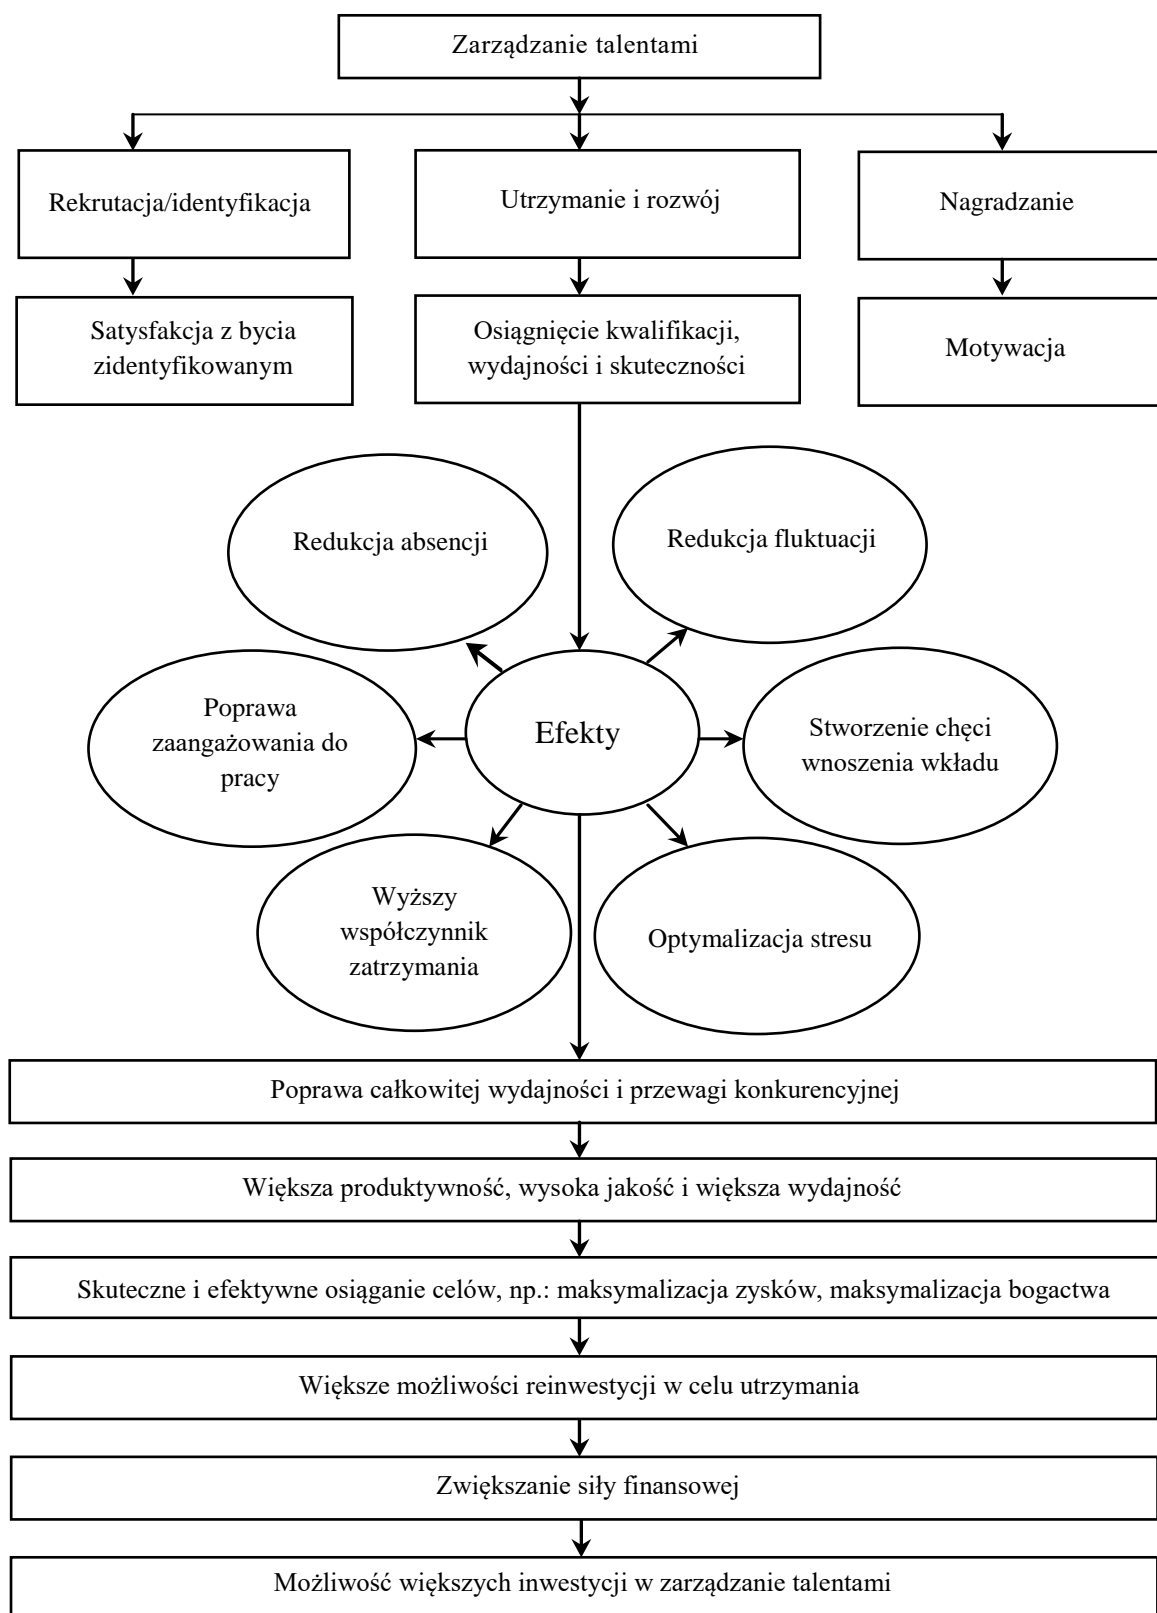 Zarządzanie talentami
Rekrutacja/identyfikacja
Utrzymanie i rozwój
Nagradzanie
Satysfakcja z bycia
zidentyfikowanym
Osiągnięcie kwalifikacji,
wydajności i skuteczności
Motywacja
Redukcja absencji
Redukcja fluktuacji
Poprawa
zaangażowania do
pracy
Efekty
Stworzenie chęci
wnoszenia wkładu
Wyższy
współczynnik
zatrzymania
Optymalizacja stresu
Poprawa całkowitej wydajności i przewagi konkurencyjnej
Większa produktywność, wysoka jakość i większa wydajność
Skuteczne i efektywne osiąganie celów, np.: maksymalizacja zysków, maksymalizacja bogactwa
Większe możliwości reinwestycji w celu utrzymania
Zwiększanie siły finansowej
Możliwość większych inwestycji w zarządzanie talentami